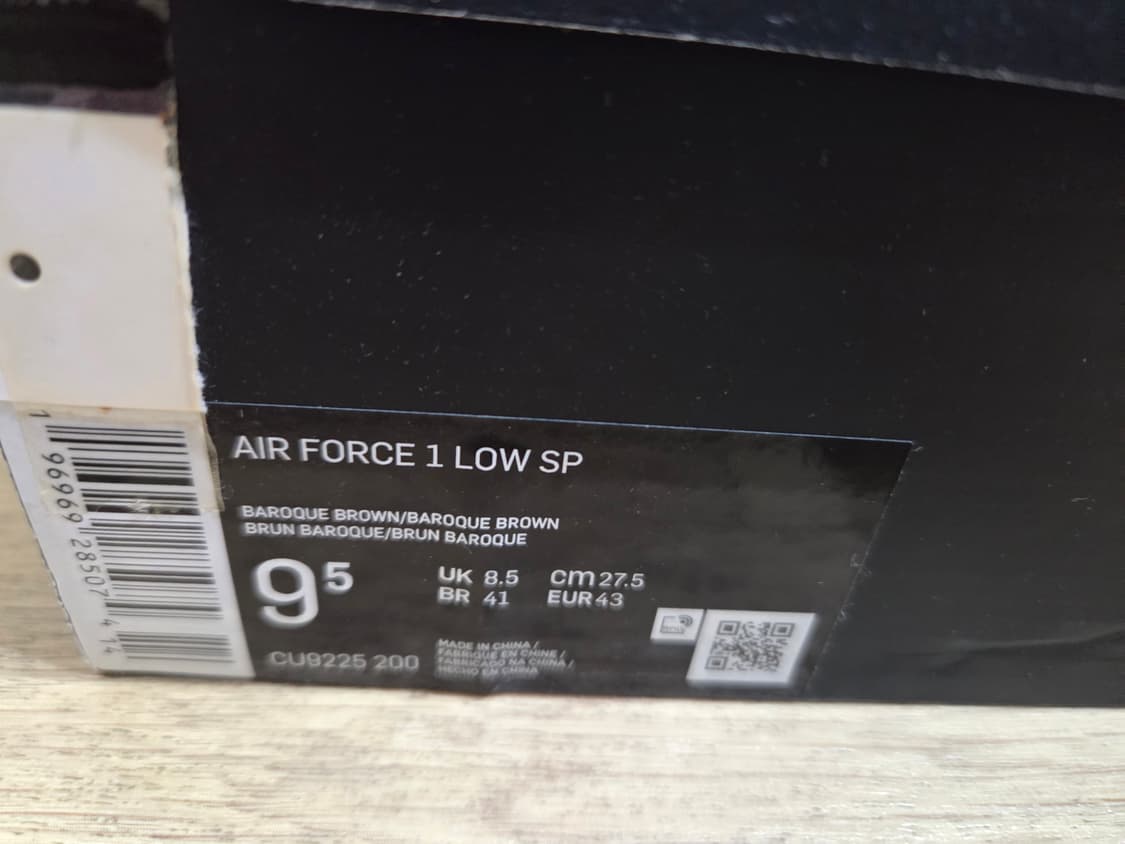 AIR FORCE 1 LOW SP
BAROQUE BROWN/BAROQUE BROWN
BRUN BAROQUE/BRUN BAROQUE
9⁵
UK 8.5 cm 27.5
BR 41 EUR 43
CU9225 200
MADE IN CHINA /
FABRIQUE EN CHINE /
FABRICADO NA CHINA /
HECHO EN CHINA
1 96969 28507 4 14